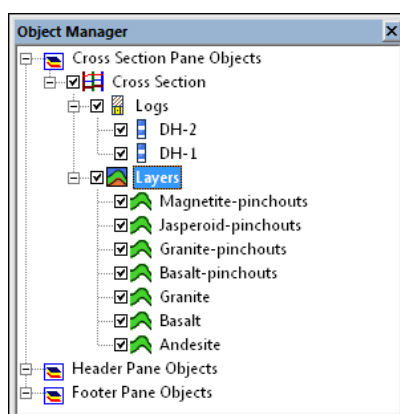 Object Manager
Cross Section Pane Objects
Cross Section
Logs
DH-2
DH-1
Layers
Magnetite-pinchouts
Jasperoid-pinchouts
Granite-pinchouts
Basalt-pinchouts
Granite
Basalt
Andesite
Header Pane Objects
Footer Pane Objects